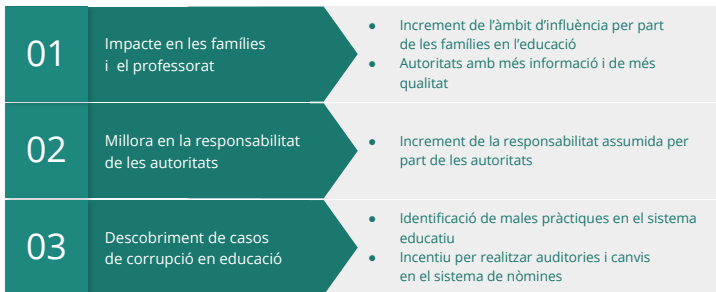 01
Impacte en les famílies
i el professorat
● Increment de l’àmbit d’influència per part
de les famílies en l’educació
● Autoritats amb més informació i de més
qualitat
02
Millora en la responsabilitat
de les autoritats
● Increment de la responsabilitat assumida per
part de les autoritats
03
Descobriment de casos
de corrupció en educació
● Identificació de males pràctiques en el sistema
educatiu
● Incentiu per realitzar auditories i canvis
en el sistema de nòmines